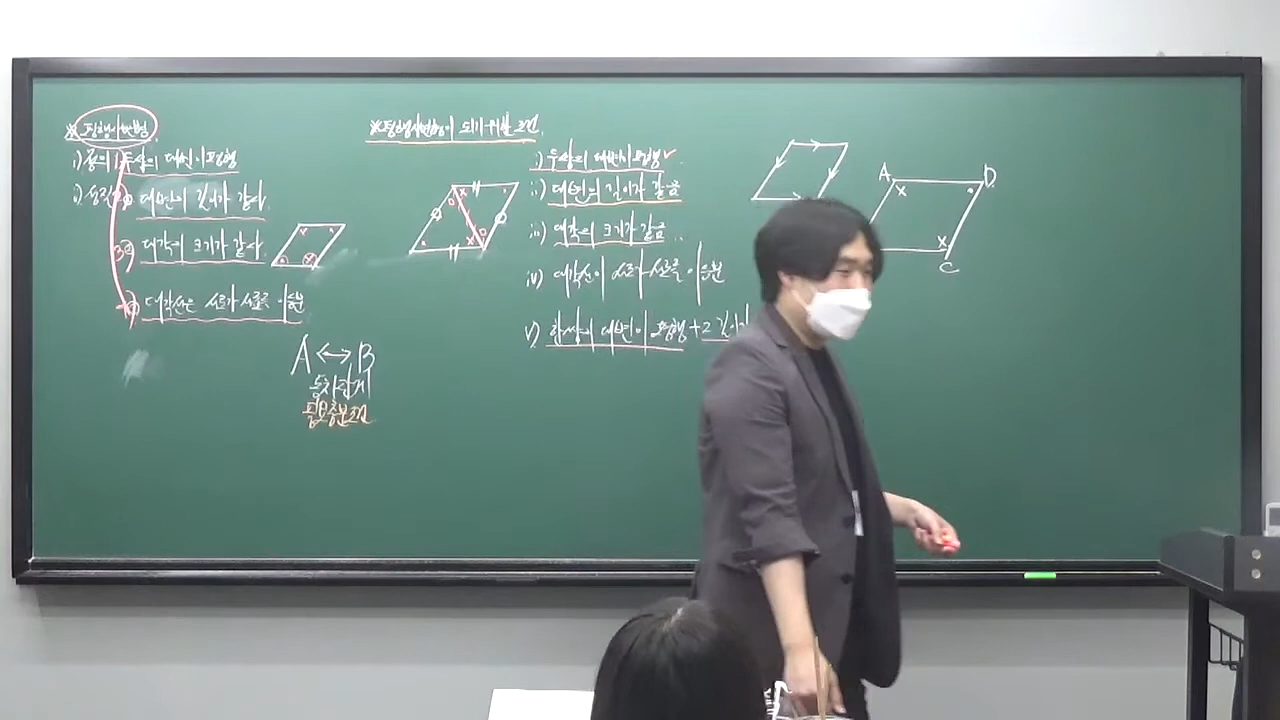 ※ 평행사변형
i) 정의 1) 두 쌍의 대변이 평행
ii) 성질 2) 대변의 길이가 같다
3) 대각의 크기가 같다.
4) 대각선은 서로가 서로를 이등분
A ↔ B
동치관계
필요충분조건
※ 평행사변형이 되기 위한 조건.
i) 두 쌍의 대변이 평행 ✓
ii) 대변의 길이가 같음
iii) 대각의 크기가 같음
iv) 대각선이 서로가 서로를 이등분
v) 한 쌍의 대변이 평행 + 그 길이가
A
D
C